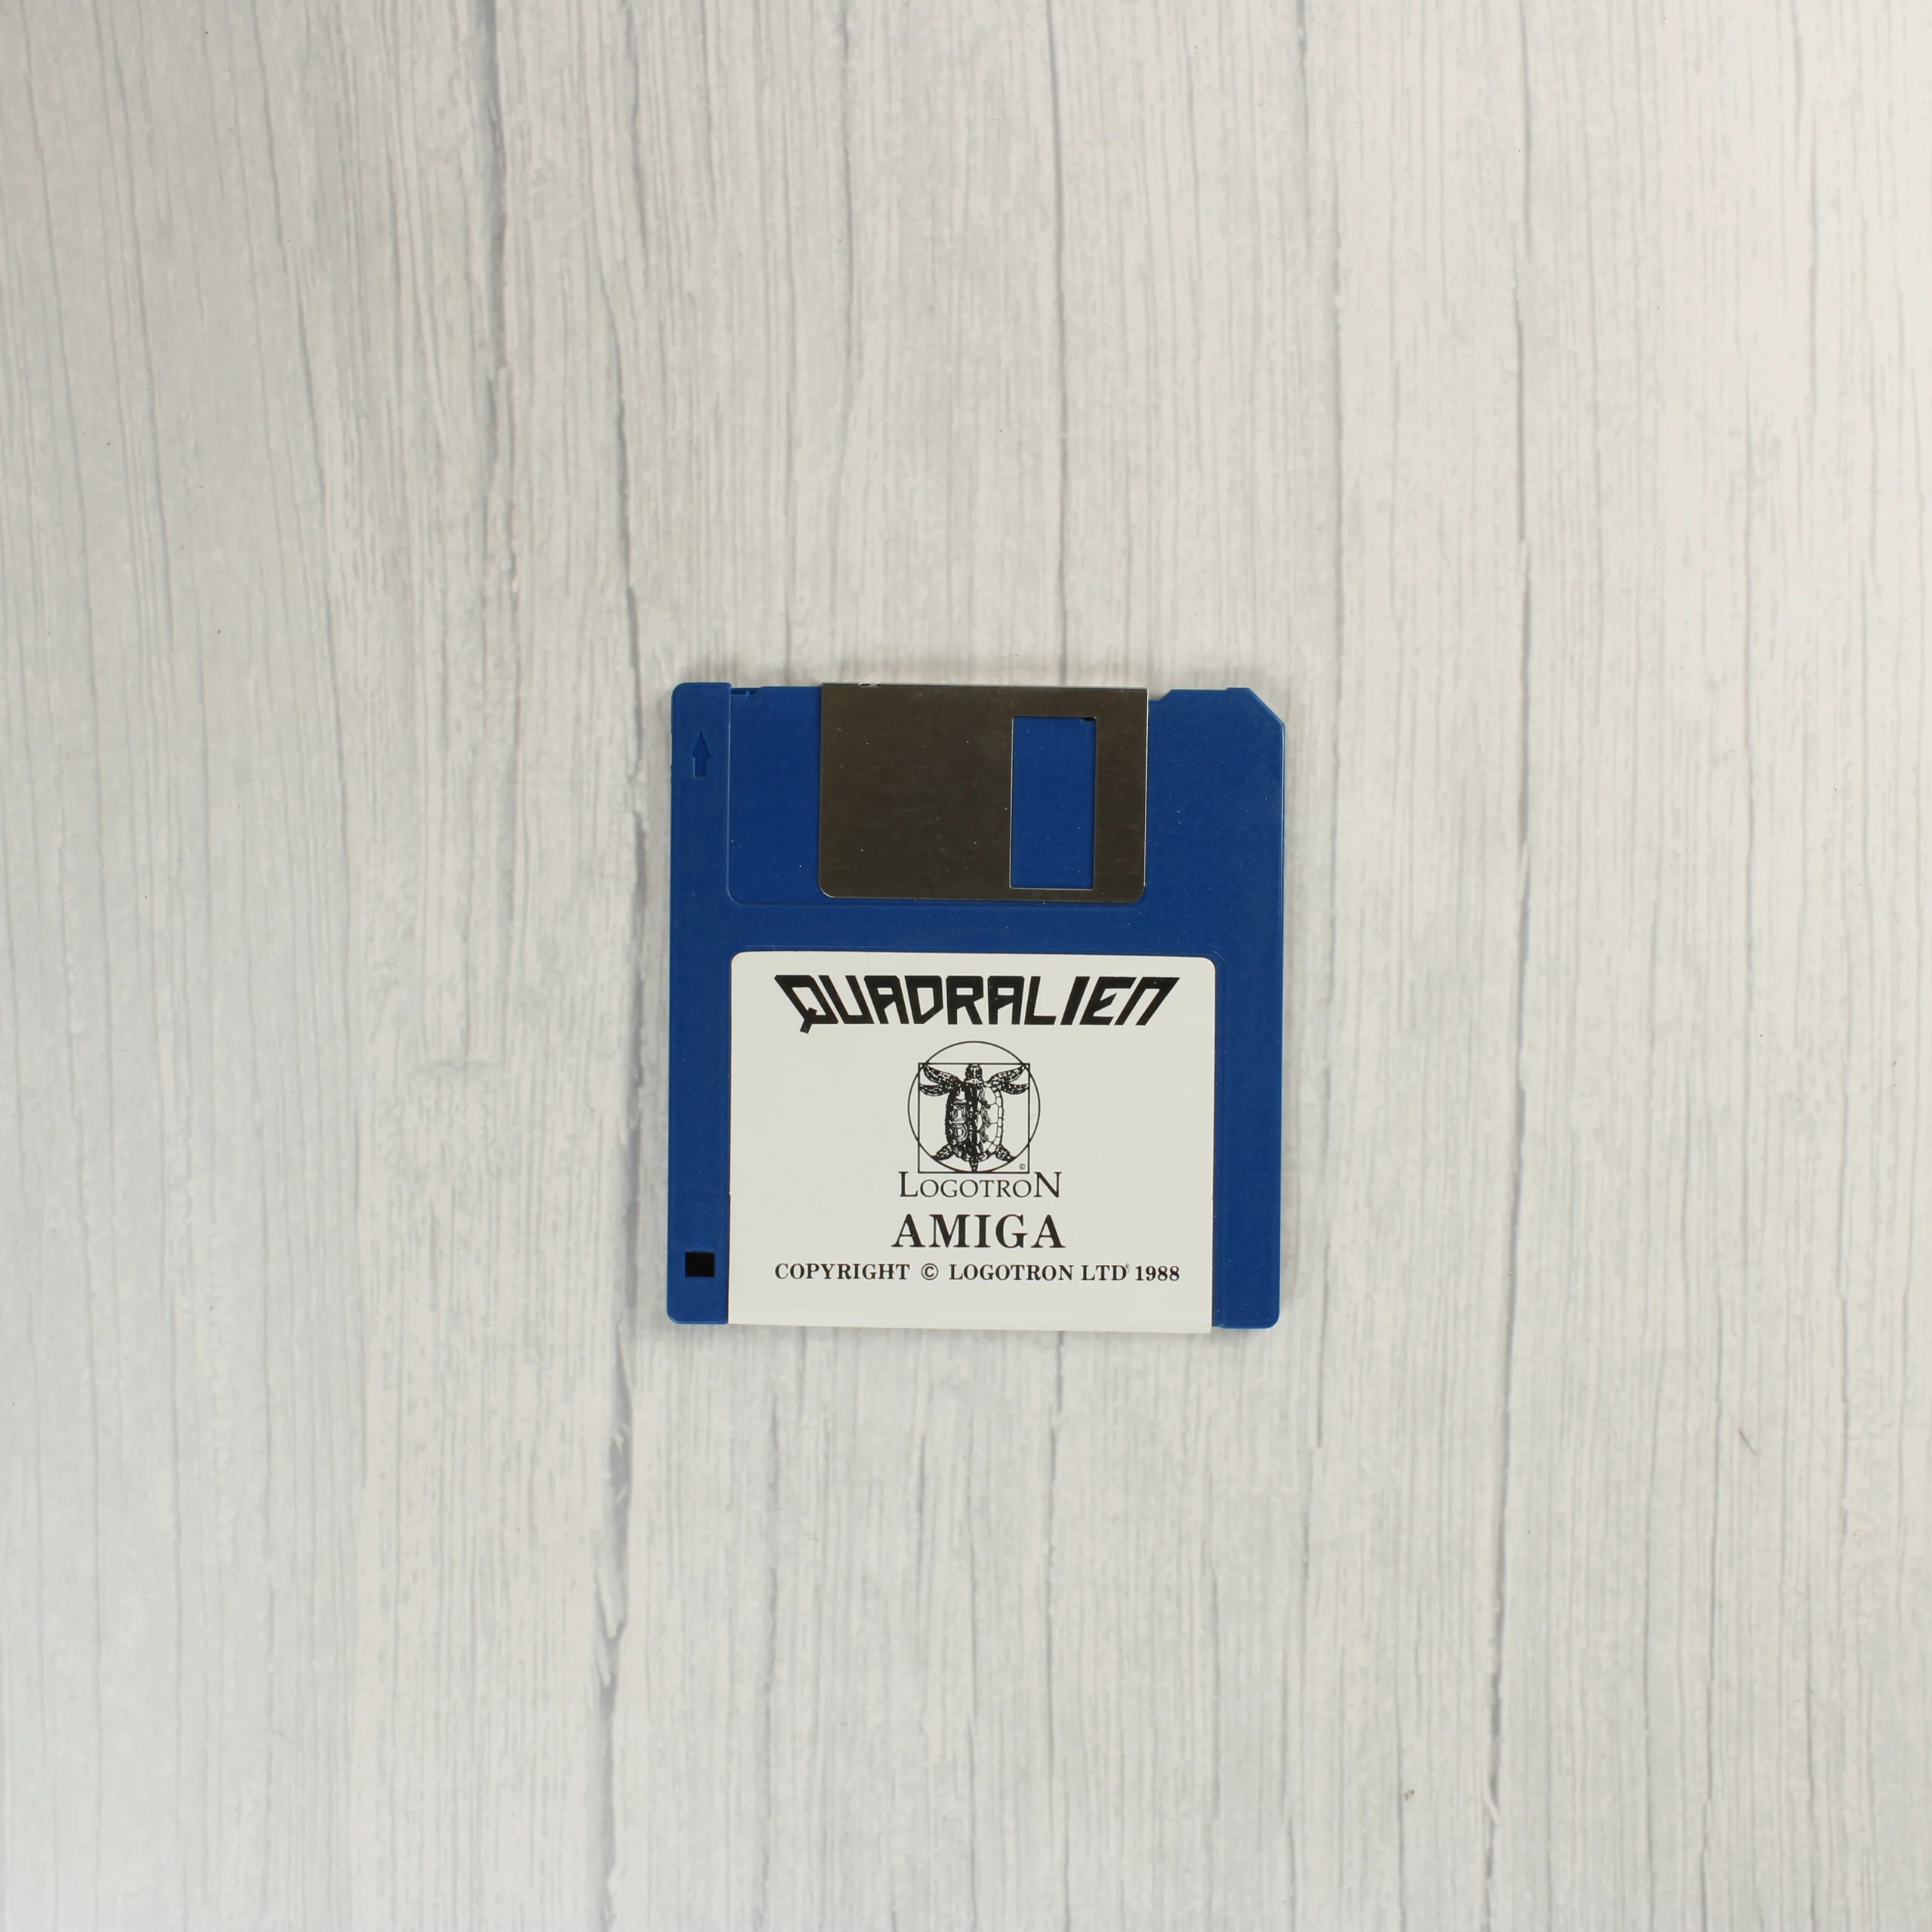 QUADRALIEN
©
LOGOTRON
AMIGA
COPYRIGHT © LOGOTRON LTD 1988